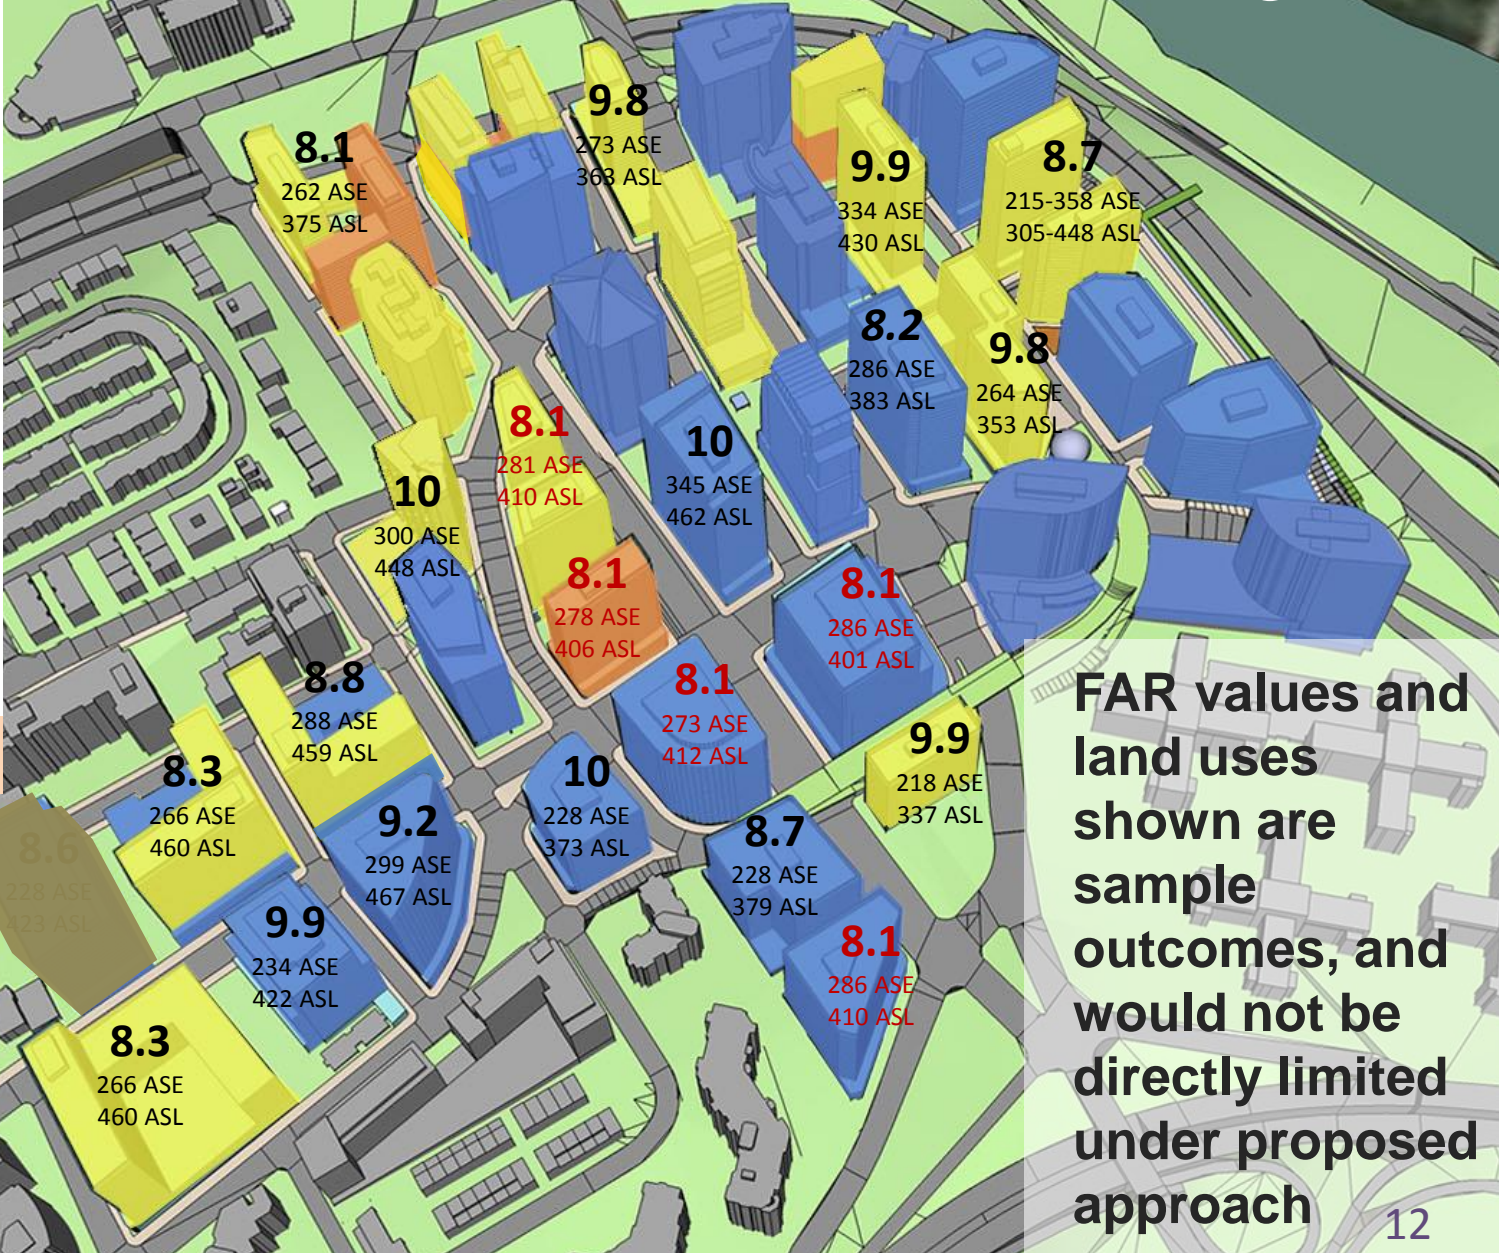 9.8
273 ASE
363 ASL
8.1
262 ASE
375 ASL
9.9
334 ASE
430 ASL
8.7
215-358 ASE
305-448 ASL
8.2
286 ASE
383 ASL
9.8
264 ASE
353 ASL
8.1
281 ASE
410 ASL
10
345 ASE
462 ASL
10
300 ASE
448 ASL
8.1
278 ASE
406 ASL
8.1
286 ASE
401 ASL
8.8
288 ASE
459 ASL
8.1
273 ASE
412 ASL
9.9
218 ASE
337 ASL
8.3
266 ASE
460 ASL
10
228 ASE
373 ASL
9.2
299 ASE
467 ASL
8.7
228 ASE
379 ASL
8.6
228 ASE
423 ASL
9.9
234 ASE
422 ASL
8.1
286 ASE
410 ASL
8.3
266 ASE
460 ASL
FAR values and
land uses
shown are
sample
outcomes, and
would not be
directly limited
under proposed
approach
12